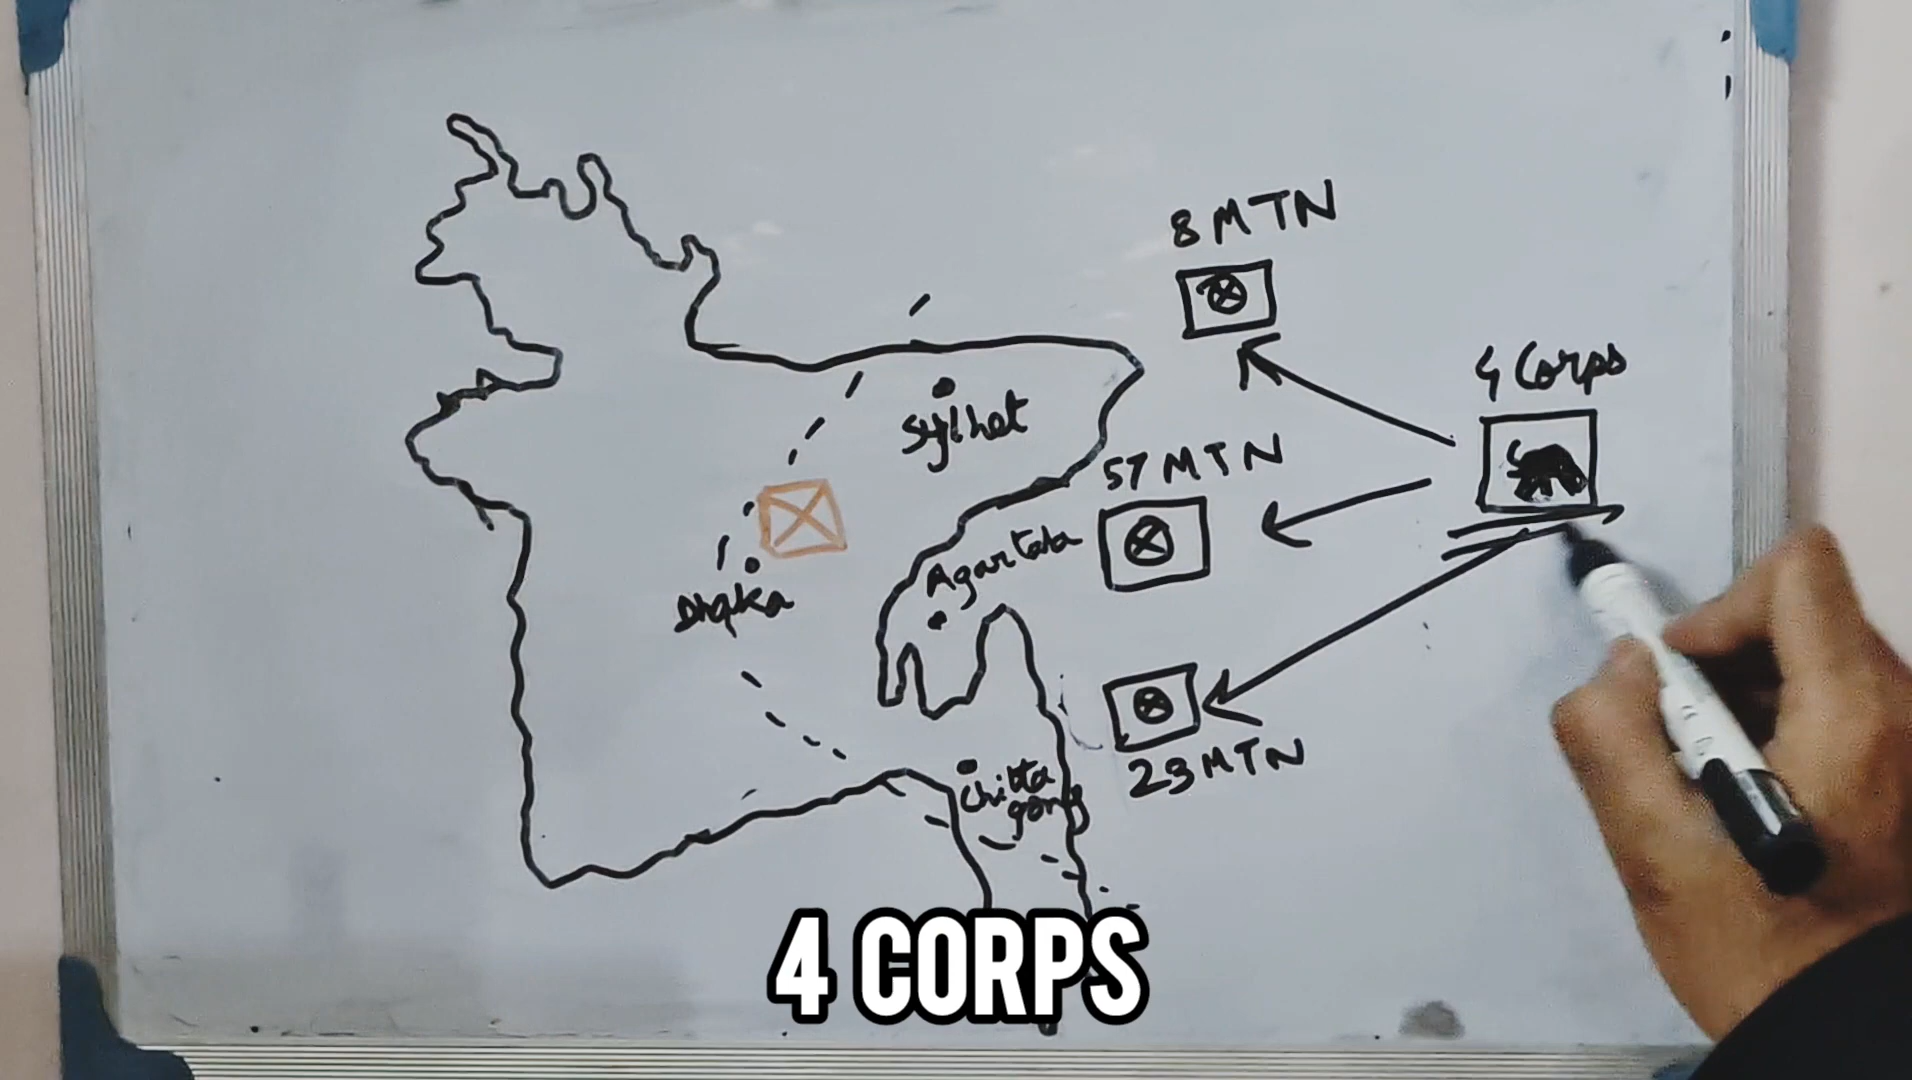 8 MTN
4 Corps
Sylhet
57 MTN
Agartala
Dhaka
23 MTN
Chitta
gong
4 CORPS